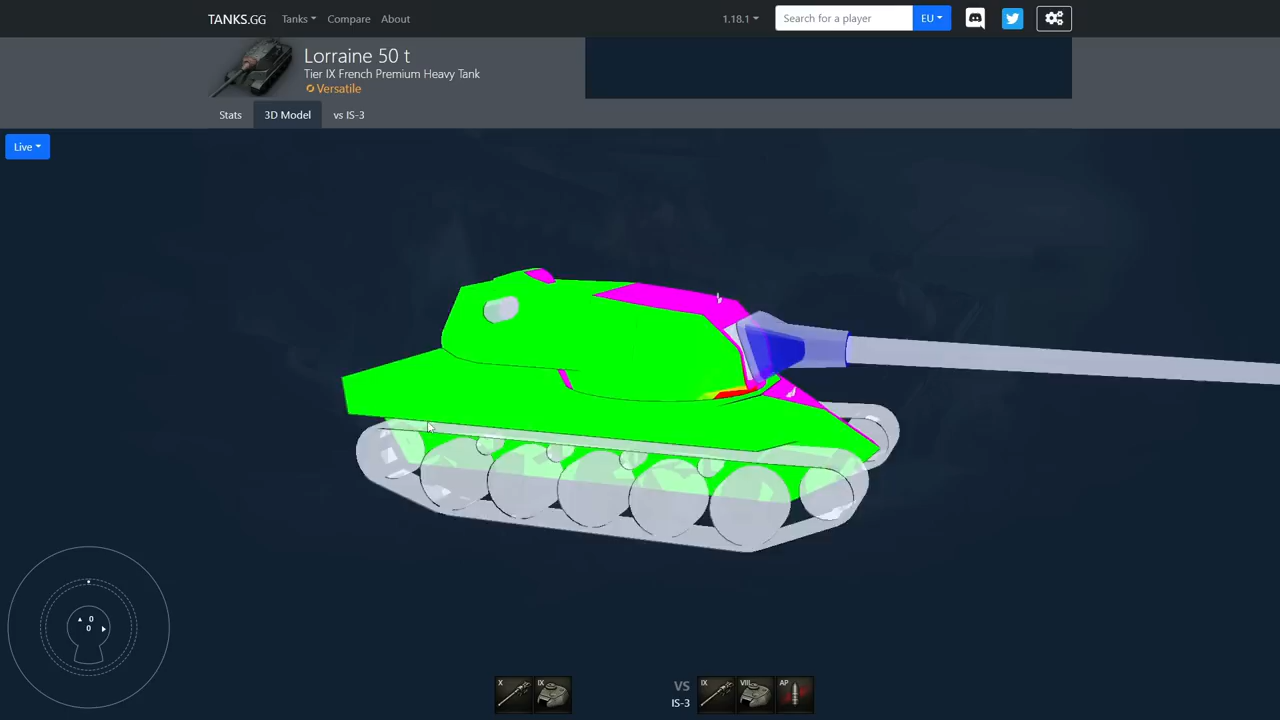 TANKS.GG
Tanks
Compare
About
1.18.1
Search for a player
EU
Lorraine 50 t
Tier IX French Premium Heavy Tank
Versatile
Stats
3D Model
vs IS-3
Live
0
0
X
IX
VS
IS-3
IX
VIII
AP